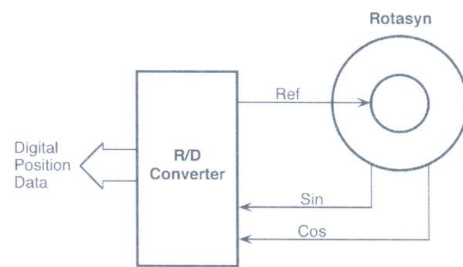 Rotasyn
Ref
R/D
Converter
Digital
Position
Data
Sin
Cos